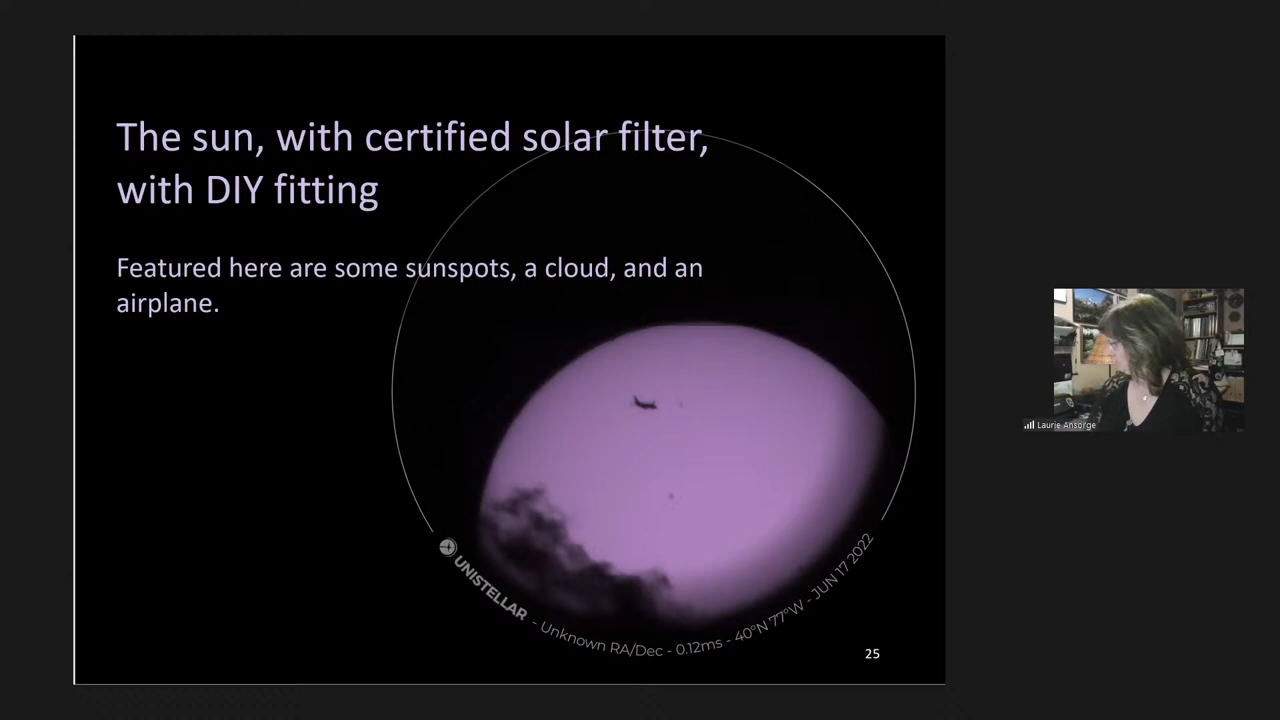 The sun, with certified solar filter,
with DIY fitting
Featured here are some sunspots, a cloud, and an
airplane.
UNISTELLAR - Unknown RA/Dec - 0.12ms - 40°N 77°W - JUN 17 2022
25
Laurie Ansorge